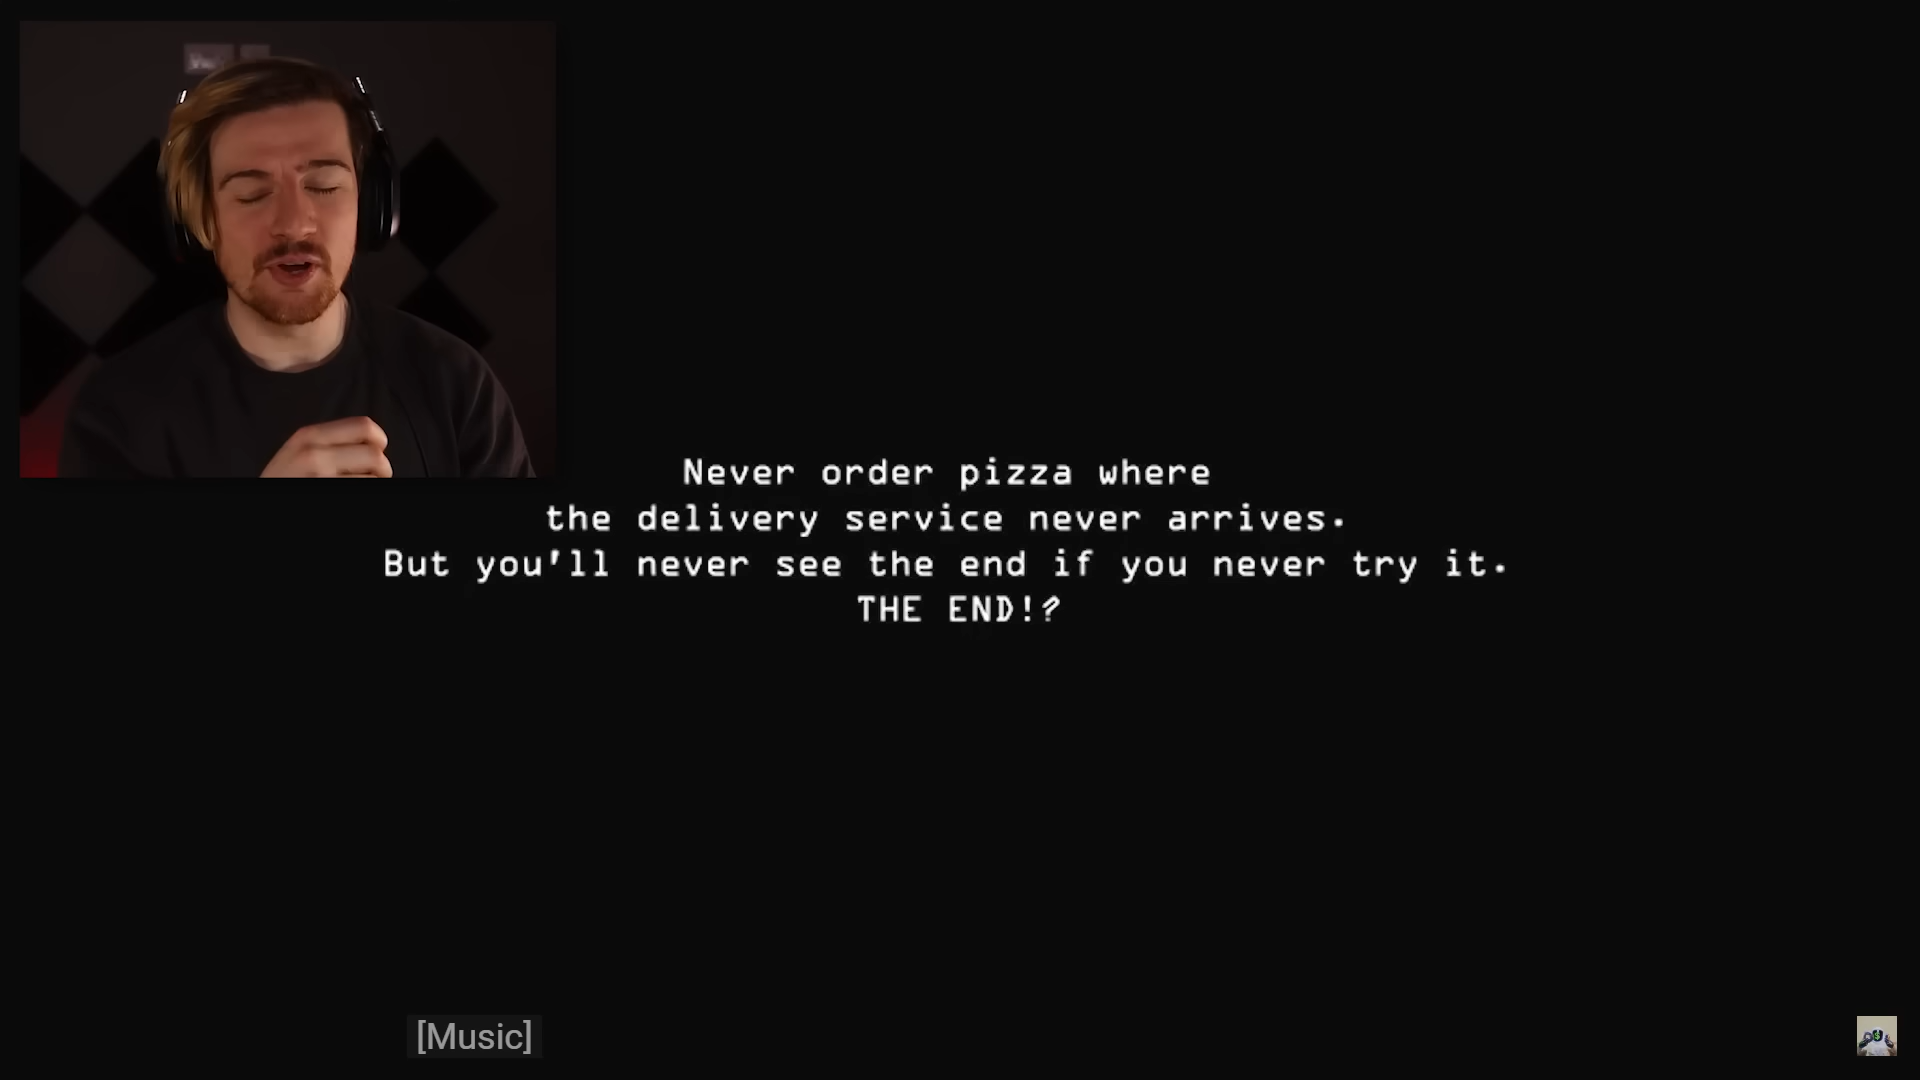 Never order pizza where
the delivery service never arrives.
But you'll never see the end if you never try it.
THE END!?
[Music]